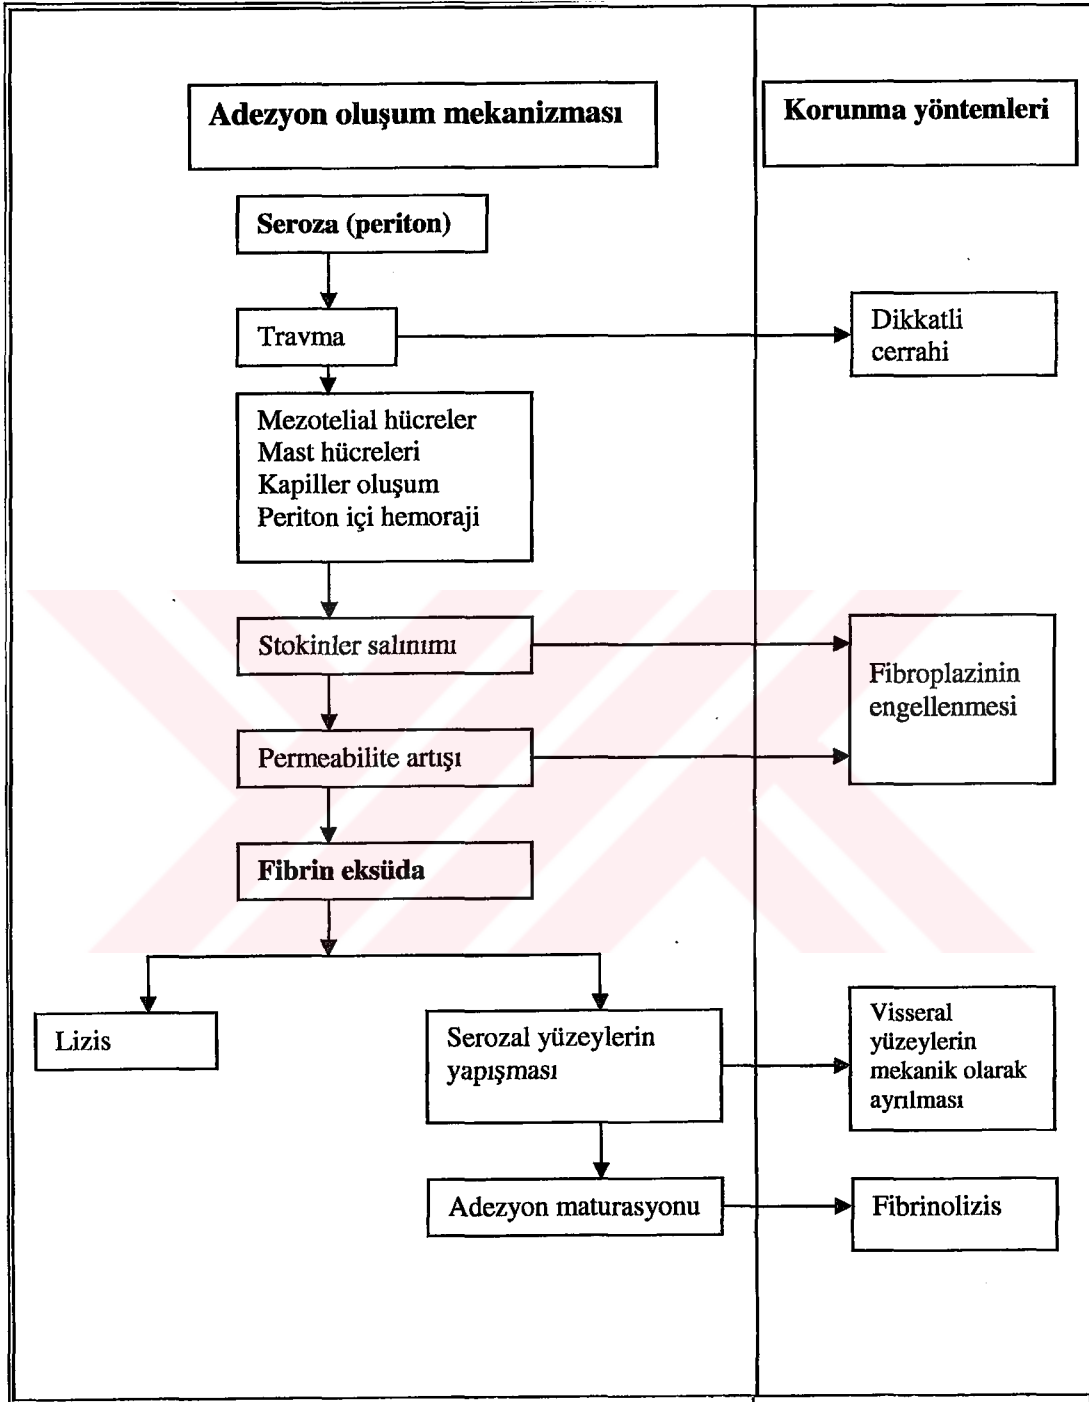 Adezyon oluşum mekanizması
Korunma yöntemleri
Seroza (periton)
Travma
Dikkatli
cerrahi
Mezotelial hücreler
Mast hücreleri
Kapiller oluşum
Periton içi hemoraji
Stokinler salınımı
Fibroplazinin
engellenmesi
Permeabilite artışı
Fibrin eksüda
Lizis
Serozal yüzeylerin
yapışması
Visseral
yüzeylerin
mekanik olarak
ayrılması
Adezyon maturasyonu
Fibrinolizis